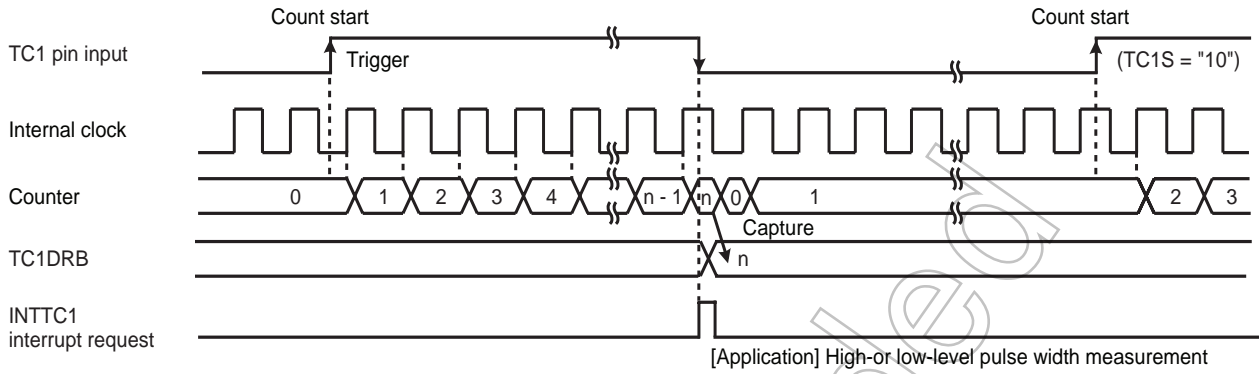 Count start Count start
TC1 pin input Trigger (TC1S = "10")
Internal clock
Counter 0 1 2 3 4 n - 1 n 0 1 2 3
Capture
TC1DRB n
INTTC1
interrupt request
[Application] High-or low-level pulse width measurement